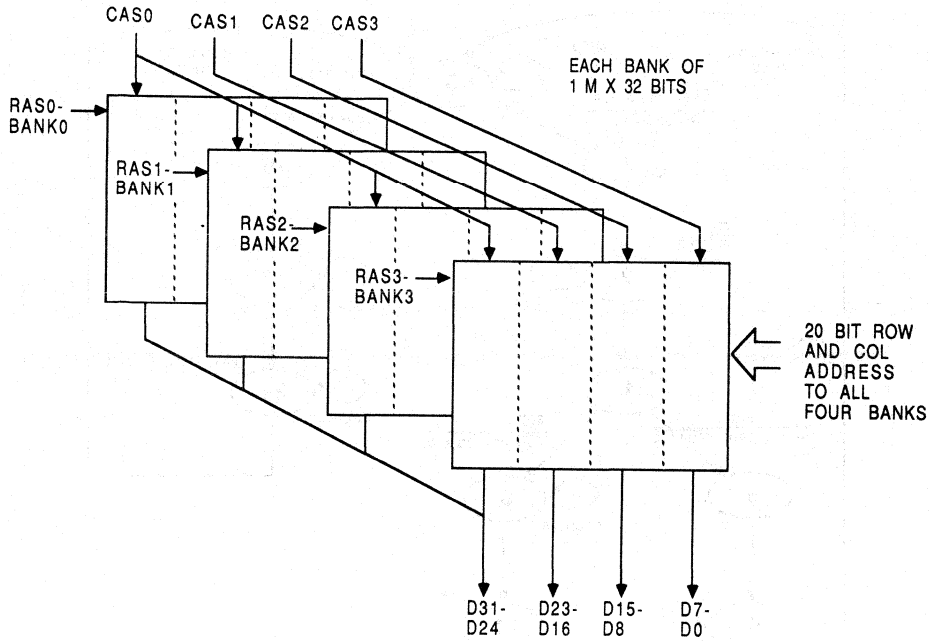 CAS0
CAS1
CAS2
CAS3
EACH BANK OF
1 M X 32 BITS
RAS0-
BANK0
RAS1-
BANK1
RAS2-
BANK2
RAS3-
BANK3
20 BIT ROW
AND COL
ADDRESS
TO ALL
FOUR BANKS
D31-
D24
D23-
D16
D15-
D8
D7-
D0